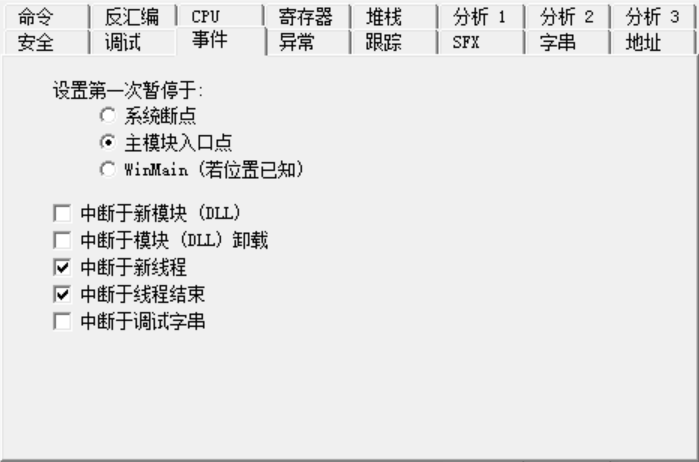 命令 反汇编 CPU 寄存器 堆栈 分析 1 分析 2 分析 3
安全 调试 事件 异常 跟踪 SFX 字串 地址
设置第一次暂停于:
系统断点
主模块入口点
WinMain (若位置已知)
中断于新模块 (DLL)
中断于模块 (DLL) 卸载
中断于新线程
中断于线程结束
中断于调试字串